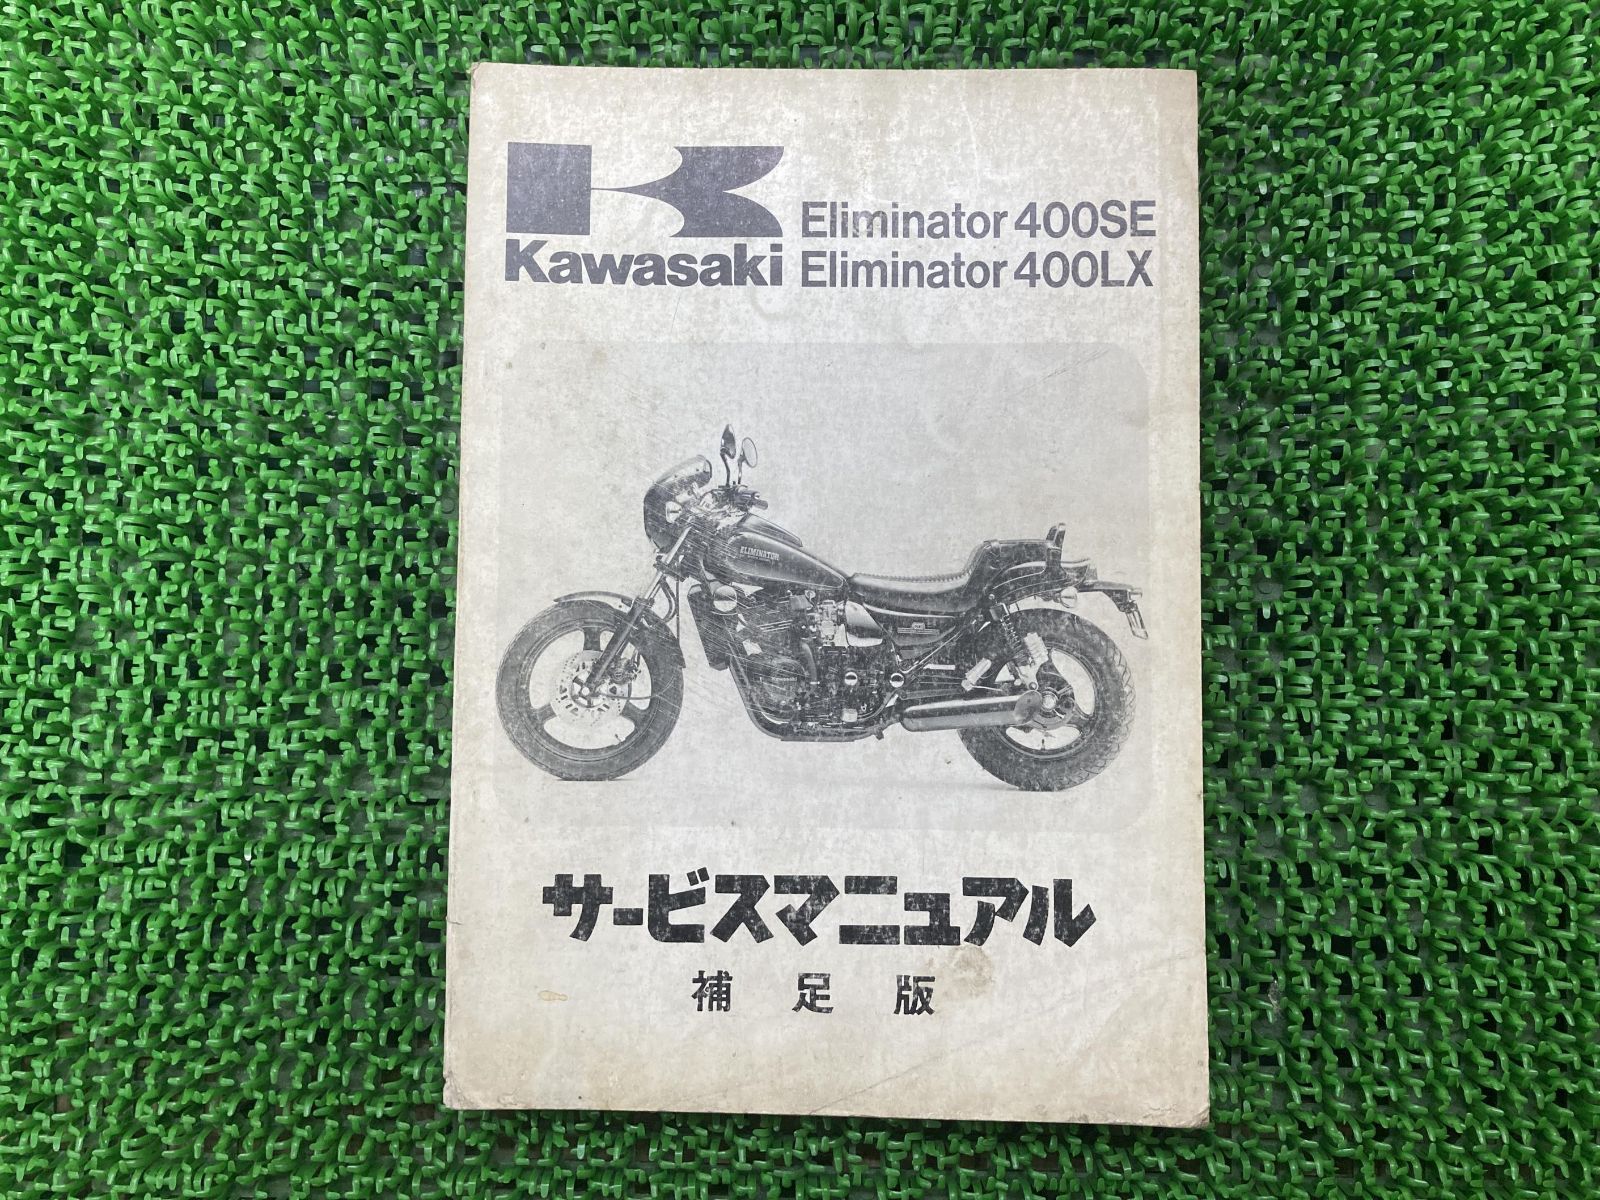 Kawasaki
Eliminator 400SE
Eliminator 400LX
ELIMINATOR
サービスマニュアル
補足版